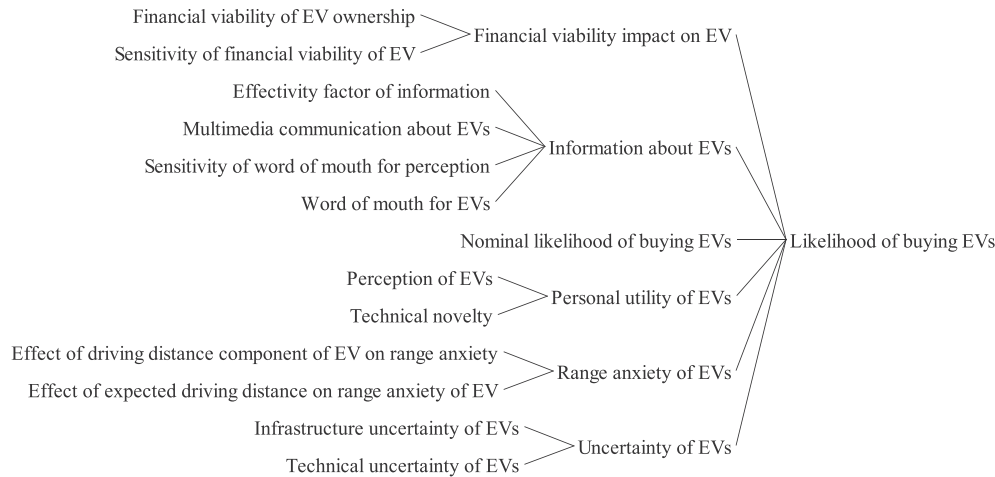 Financial viability of EV ownership
Sensitivity of financial viability of EV
Financial viability impact on EV
Effectivity factor of information
Multimedia communication about EVs
Sensitivity of word of mouth for perception
Word of mouth for EVs
Information about EVs
Nominal likelihood of buying EVs
Likelihood of buying EVs
Perception of EVs
Technical novelty
Personal utility of EVs
Effect of driving distance component of EV on range anxiety
Effect of expected driving distance on range anxiety of EV
Range anxiety of EVs
Infrastructure uncertainty of EVs
Technical uncertainty of EVs
Uncertainty of EVs